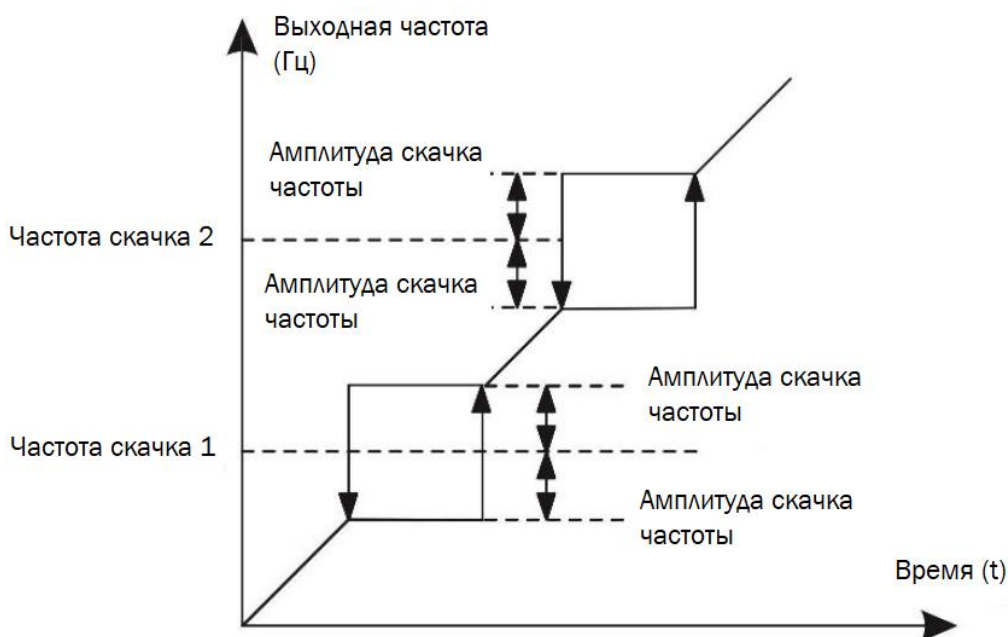 Выходная частота
(Гц)
Амплитуда скачка
частоты
Частота скачка 2
Амплитуда скачка
частоты
Амплитуда скачка
частоты
Частота скачка 1
Амплитуда скачка
частоты
Время (t)